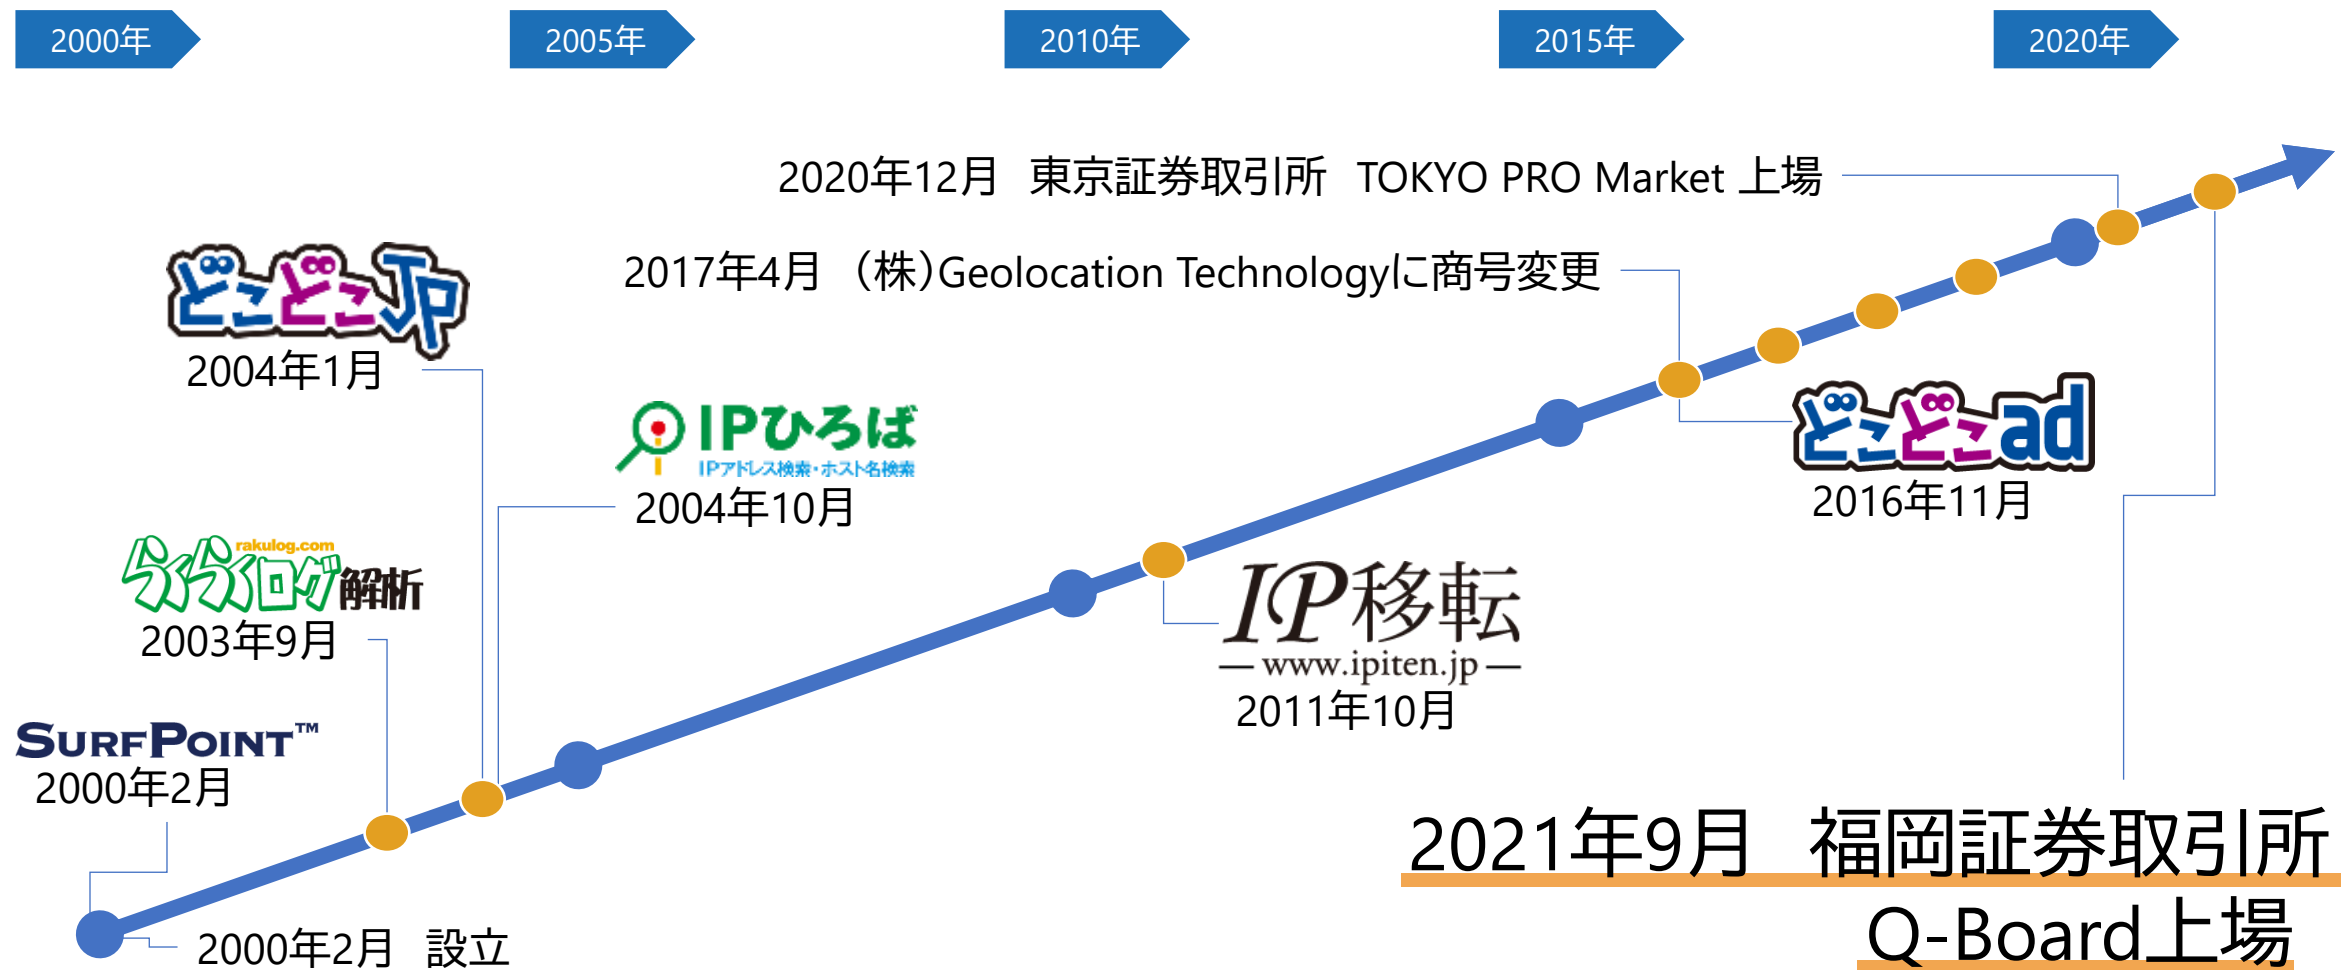 2000年
2005年
2010年
2015年
2020年
2020年12月　東京証券取引所　TOKYO PRO Market 上場
2017年4月　（株）Geolocation Technologyに商号変更
どこどこJP
2004年1月
IPひろば
IPアドレス検索・ホスト名検索
2004年10月
どこどこad
2016年11月
rakulog.com
らくらくログ解析
2003年9月
IP移転
www.ipiten.jp
2011年10月
SURFPOINT™
2000年2月
2000年2月　設立
2021年9月　福岡証券取引所
Q-Board上場